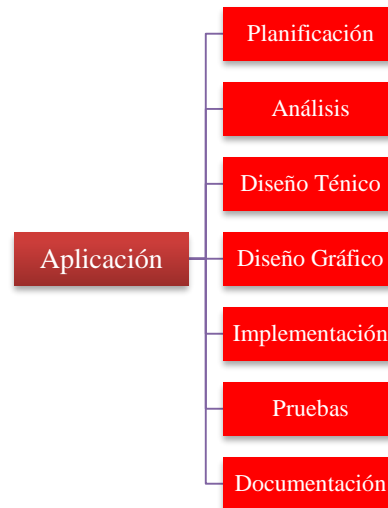 Planificación
Análisis
Diseño Ténico
Aplicación
Diseño Gráfico
Implementación
Pruebas
Documentación